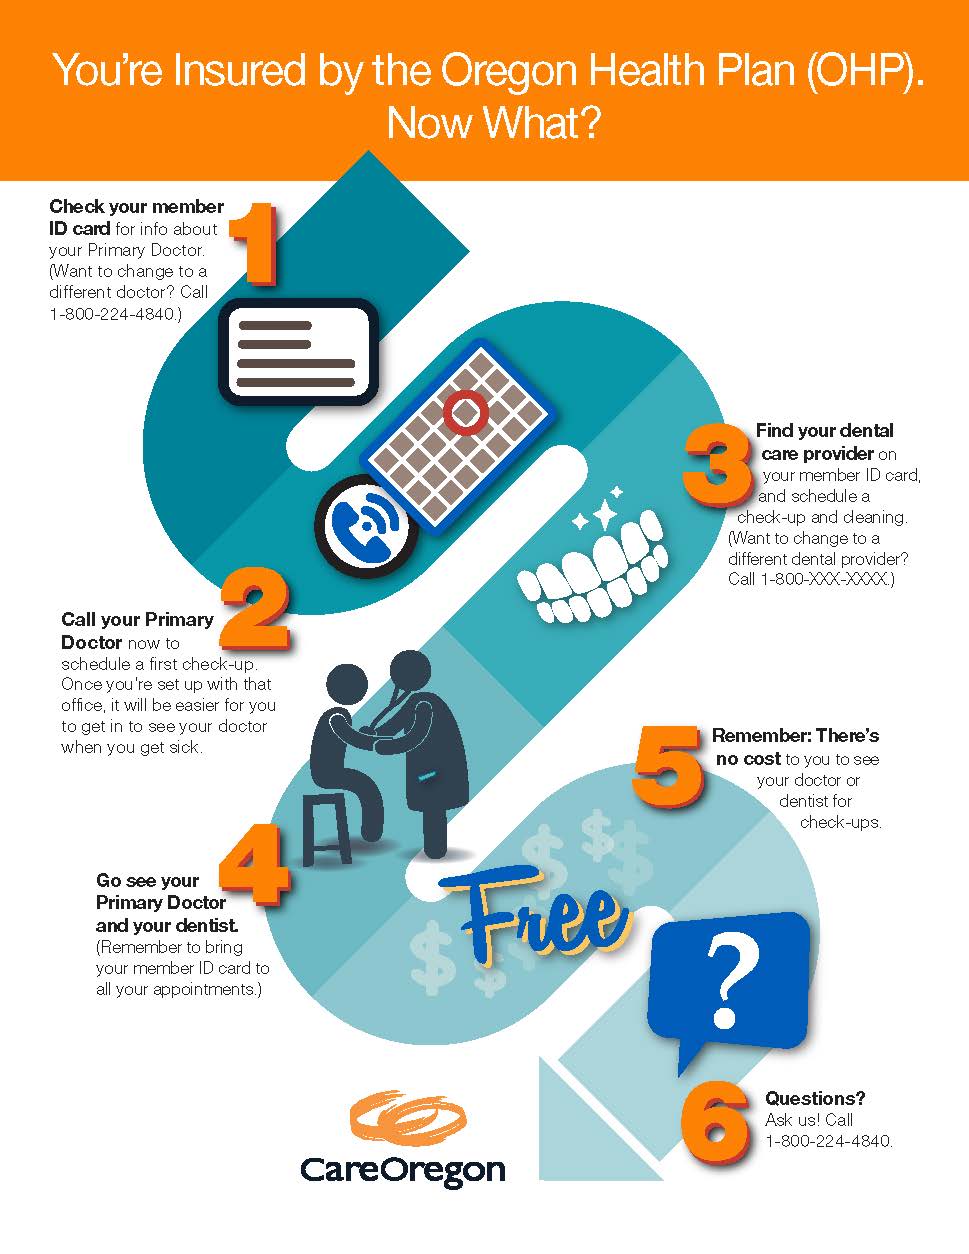 You're Insured by the Oregon Health Plan (OHP).
Now What?
1
Check your member
ID card for info about
your Primary Doctor.
(Want to change to a
different doctor? Call
1-800-224-4840.)
2
Call your Primary
Doctor now to
schedule a first check-up.
Once you're set up with that
office, it will be easier for you
to get in to see your doctor
when you get sick.
3
Find your dental
care provider on
your member ID card,
and schedule a
check-up and cleaning.
(Want to change to a
different dental provider?
Call 1-800-XXX-XXXX.)
4
Go see your
Primary Doctor
and your dentist.
(Remember to bring
your member ID card to
all your appointments.)
5
Remember: There's
no cost to you to see
your doctor or
dentist for
check-ups.
$ $ $
Free
$ $
?
6
Questions?
Ask us! Call
1-800-224-4840.
CareOregon